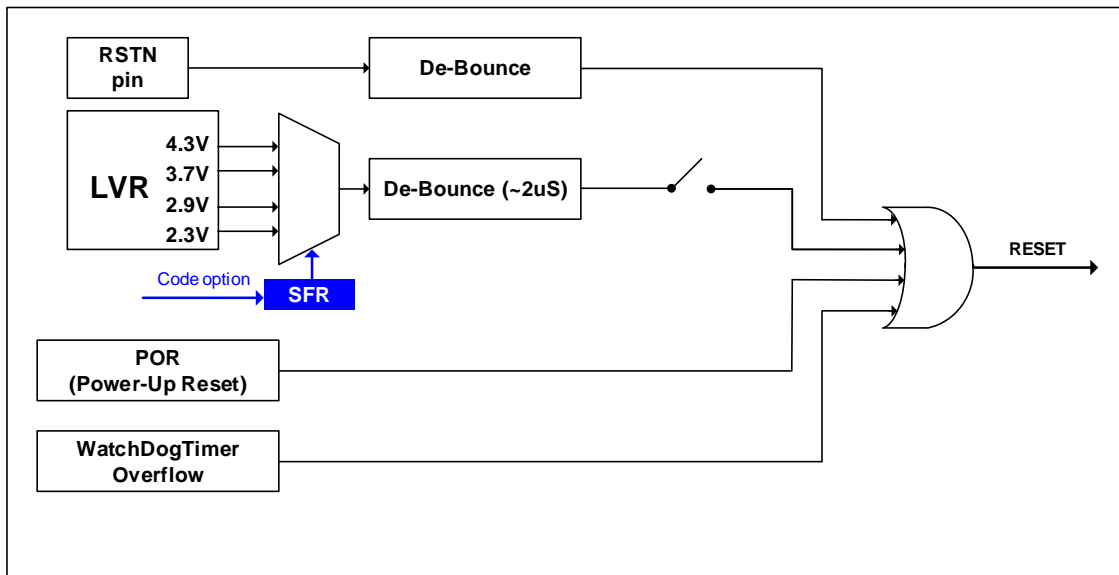 RSTN
pin
De-Bounce
LVR
4.3V
3.7V
2.9V
2.3V
De-Bounce (~2uS)
RESET
Code option
SFR
POR
(Power-Up Reset)
WatchDogTimer
Overflow